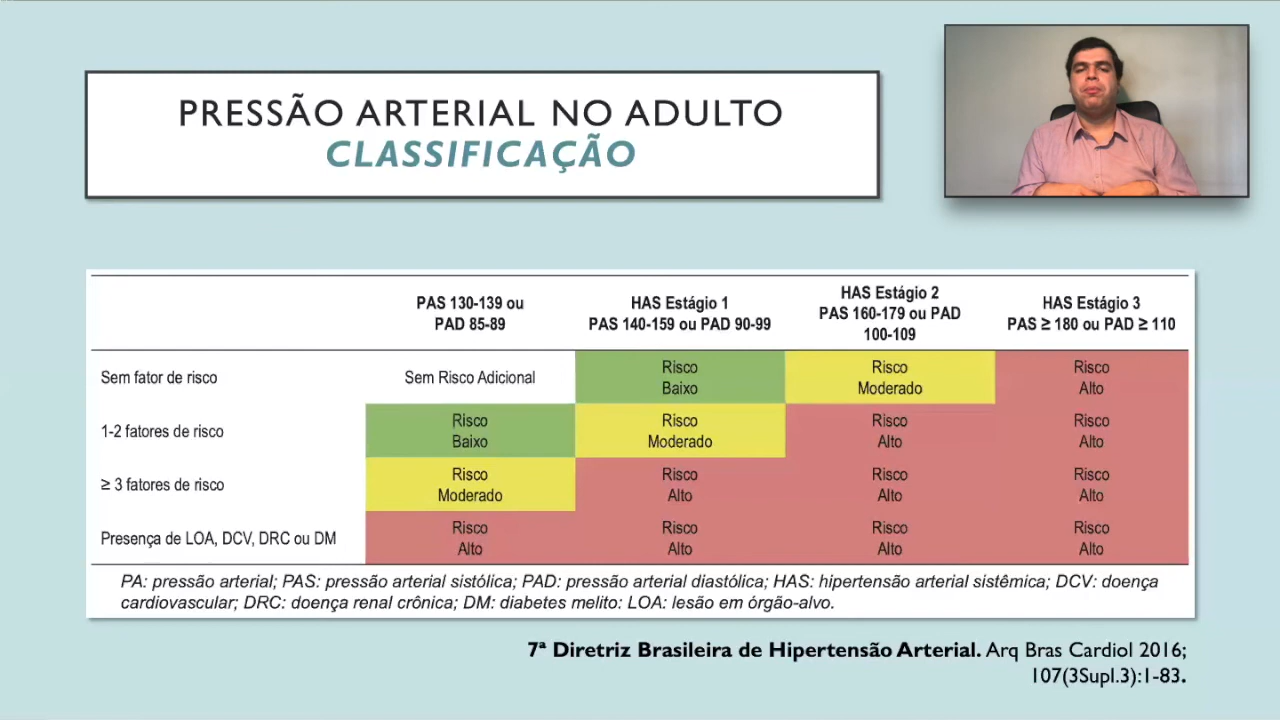 PRESSÃO ARTERIAL NO ADULTO
CLASSIFICAÇÃO
PAS 130-139 ou
PAD 85-89
HAS Estágio 1
PAS 140-159 ou PAD 90-99
HAS Estágio 2
PAS 160-179 ou PAD
100-109
HAS Estágio 3
PAS ≥ 180 ou PAD ≥ 110
Sem fator de risco
Sem Risco Adicional
Risco
Baixo
Risco
Moderado
Risco
Alto
1-2 fatores de risco
Risco
Baixo
Risco
Moderado
Risco
Alto
Risco
Alto
≥ 3 fatores de risco
Risco
Moderado
Risco
Alto
Risco
Alto
Risco
Alto
Presença de LOA, DCV, DRC ou DM
Risco
Alto
Risco
Alto
Risco
Alto
Risco
Alto
PA: pressão arterial; PAS: pressão arterial sistólica; PAD: pressão arterial diastólica; HAS: hipertensão arterial sistêmica; DCV: doença
cardiovascular; DRC: doença renal crônica; DM: diabetes melito: LOA: lesão em órgão-alvo.
7ª Diretriz Brasileira de Hipertensão Arterial. Arq Bras Cardiol 2016;
107(3Supl.3):1-83.